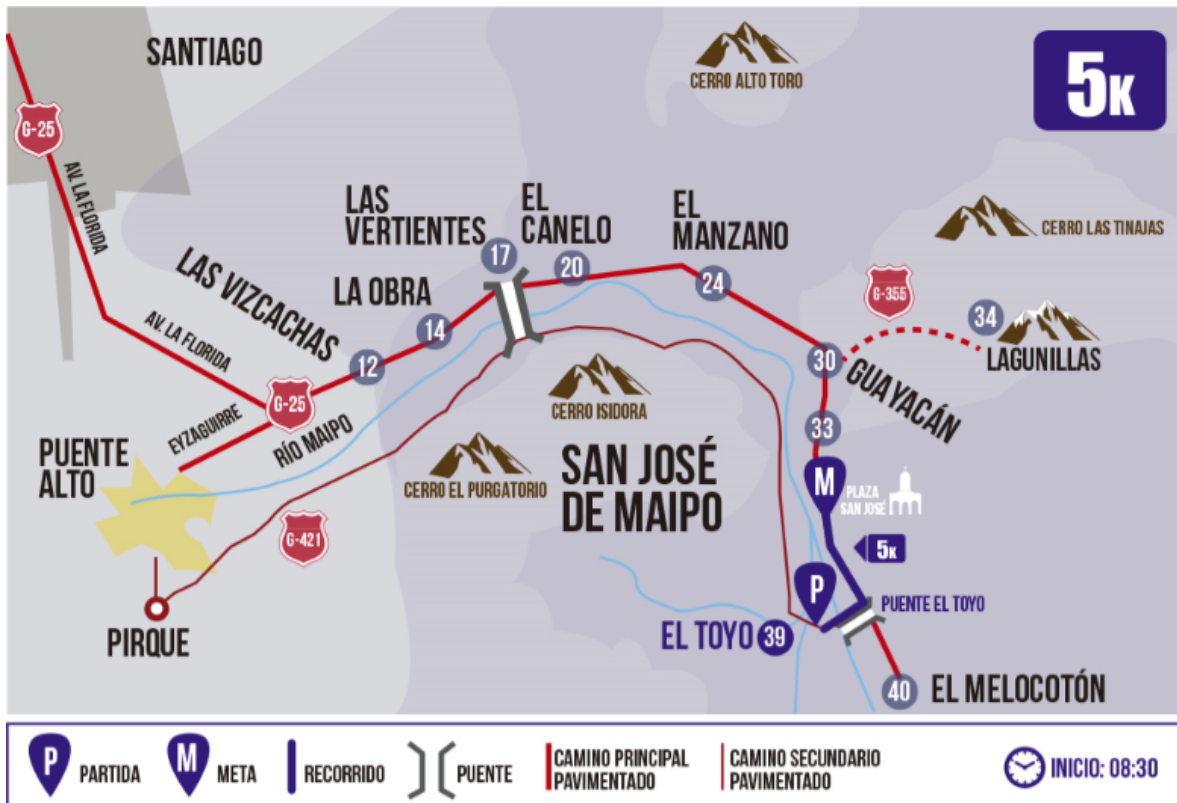 SANTIAGO
G-25
AV. LA FLORIDA
CERRO ALTO TORO
5K
LAS
VERTIENTES
17
EL
CANELO
20
EL
MANZANO
24
CERRO LAS TINAJAS
G-355
34
LAGUNILLAS
LAS VIZCACHAS
LA OBRA
14
12
AV. LA FLORIDA
G-25
EYZAGUIRRE
RÍO MAIPO
30
GUAYACÁN
33
CERRO ISIDORA
CERRO EL PURGATORIO
PUENTE
ALTO
SAN JOSÉ
DE MAIPO
M
PLAZA
SAN JOSÉ
G-421
5K
P
PUENTE EL TOYO
PIRQUE
EL TOYO 39
40
EL MELOCOTÓN
P PARTIDA
M META
RECORRIDO
PUENTE
CAMINO PRINCIPAL
PAVIMENTADO
CAMINO SECUNDARIO
PAVIMENTADO
INICIO: 08:30